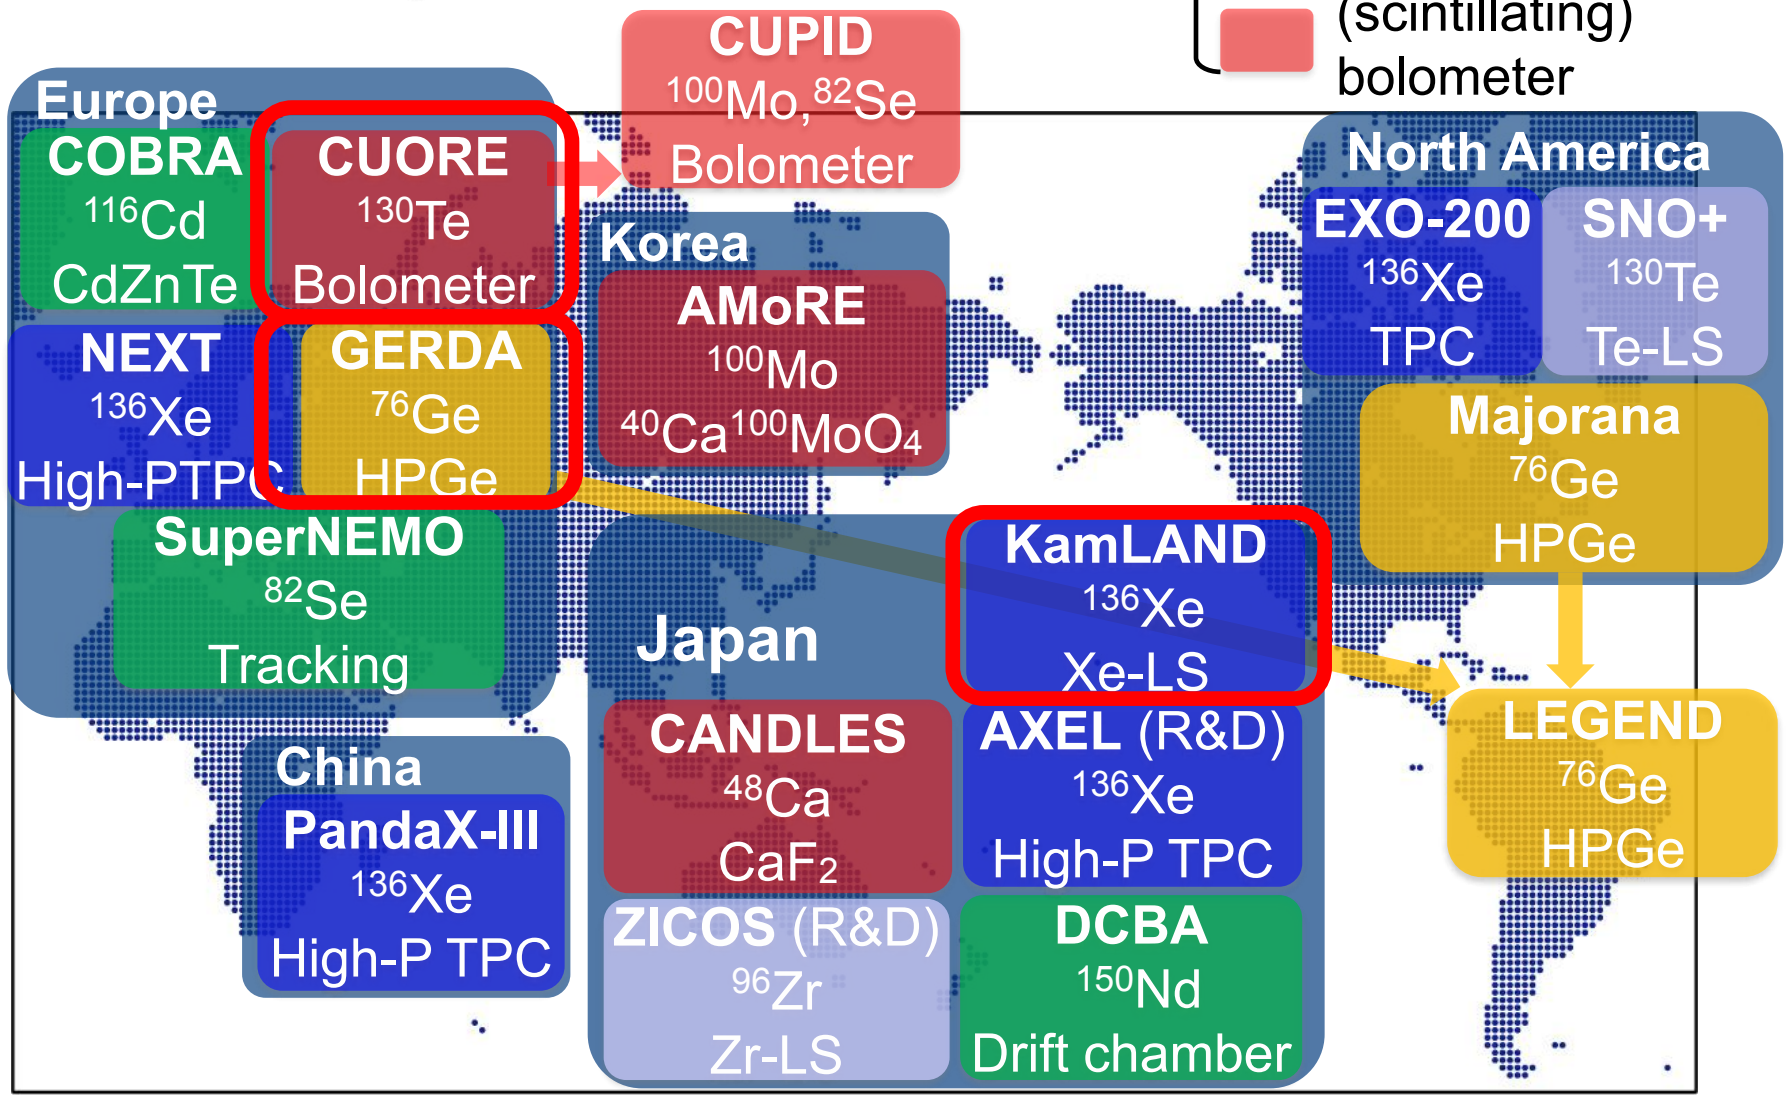 (scintillating)
bolometer
CUPID
¹⁰⁰Mo, ⁸²Se
Bolometer
Europe
COBRA
¹¹⁶Cd
CdZnTe
CUORE
¹³⁰Te
Bolometer
NEXT
¹³⁶Xe
High-PTPC
GERDA
⁷⁶Ge
HPGe
SuperNEMO
⁸²Se
Tracking
Korea
AMoRE
¹⁰⁰Mo
⁴⁰Ca¹⁰⁰MoO₄
North America
EXO-200
¹³⁶Xe
TPC
SNO+
¹³⁰Te
Te-LS
Majorana
⁷⁶Ge
HPGe
LEGEND
⁷⁶Ge
HPGe
Japan
KamLAND
¹³⁶Xe
Xe-LS
CANDLES
⁴⁸Ca
CaF₂
AXEL (R&D)
¹³⁶Xe
High-P TPC
ZICOS (R&D)
⁹⁶Zr
Zr-LS
DCBA
¹⁵⁰Nd
Drift chamber
China
PandaX-III
¹³⁶Xe
High-P TPC